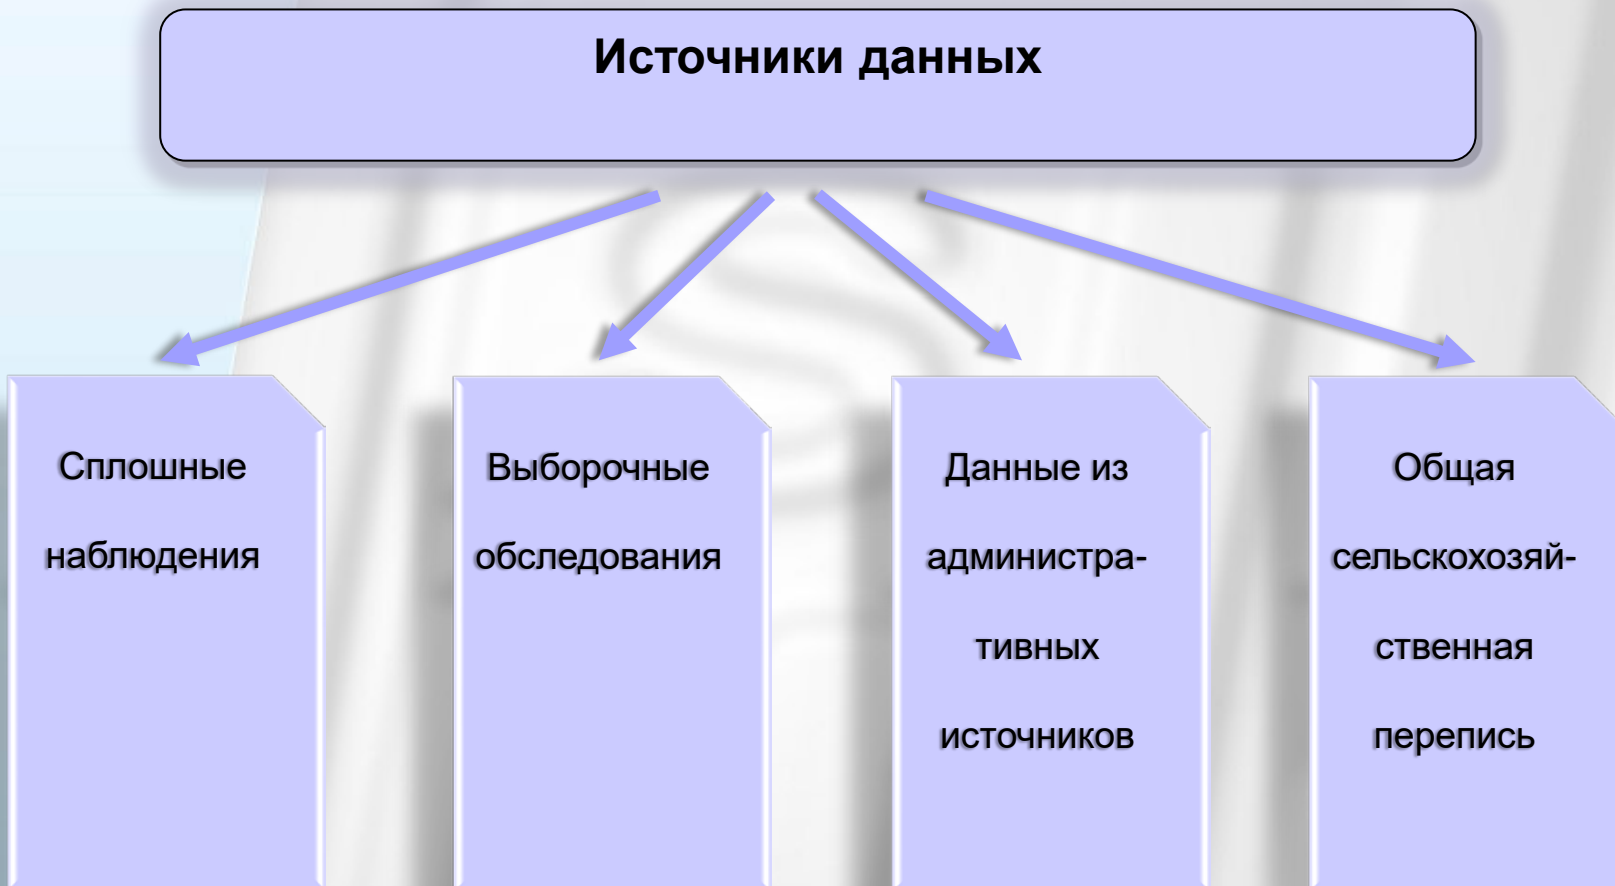 Источники данных
Сплошные
наблюдения
Выборочные
обследования
Данные из
администра-
тивных
источников
Общая
сельскохозяй-
ственная
перепись